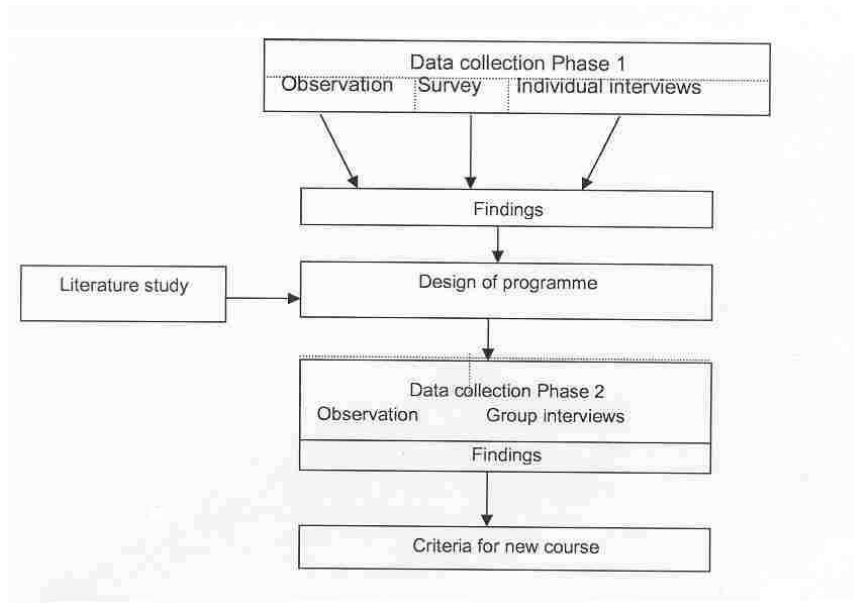 Data collection Phase 1
Observation Survey Individual interviews
Findings
Literature study
Design of programme
Data collection Phase 2
Observation Group interviews
Findings
Criteria for new course